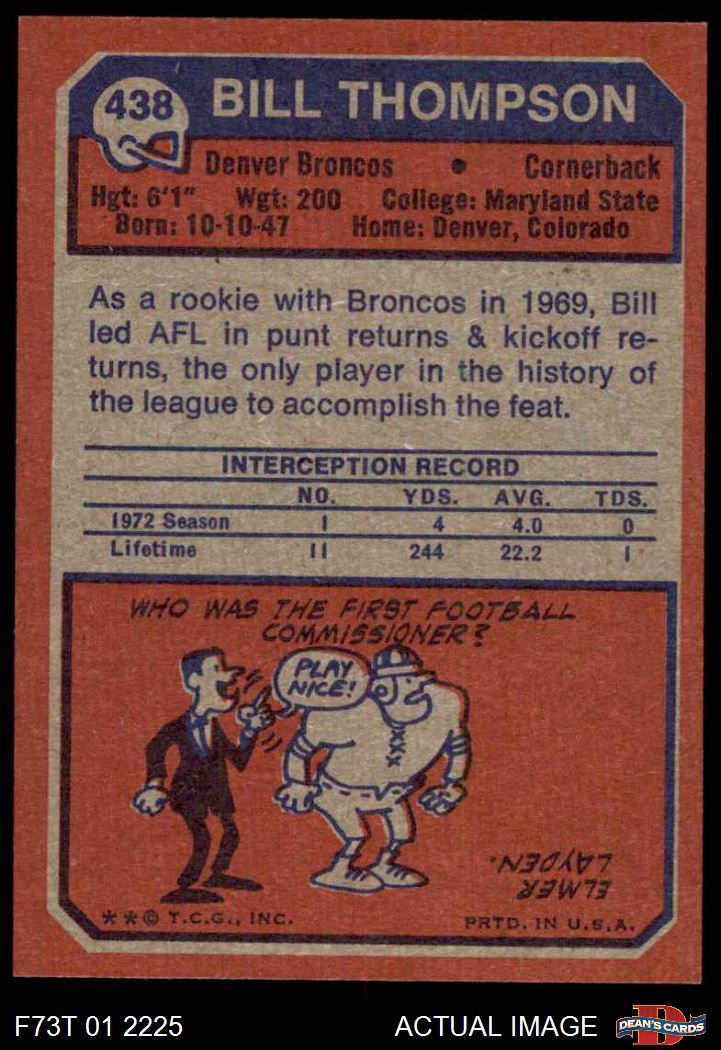 438 BILL THOMPSON
Denver Broncos • Cornerback
Hgt: 6'1" Wgt: 200 College: Maryland State
Born: 10-10-47 Home: Denver, Colorado
As a rookie with Broncos in 1969, Bill
led AFL in punt returns & kickoff re-
turns, the only player in the history of
the league to accomplish the feat.
INTERCEPTION RECORD
NO. YDS. AVG. TDS.
1972 Season 1 4 4.0 0
Lifetime 11 244 22.2 1
WHO WAS THE FIRST FOOTBALL
COMMISSIONER?
PLAY
NICE!
ELMER
LAYDEN.
**© T.C.G., INC. PRTD. IN U.S.A.
F73T 01 2225 ACTUAL IMAGE D
DEAN'S CARDS